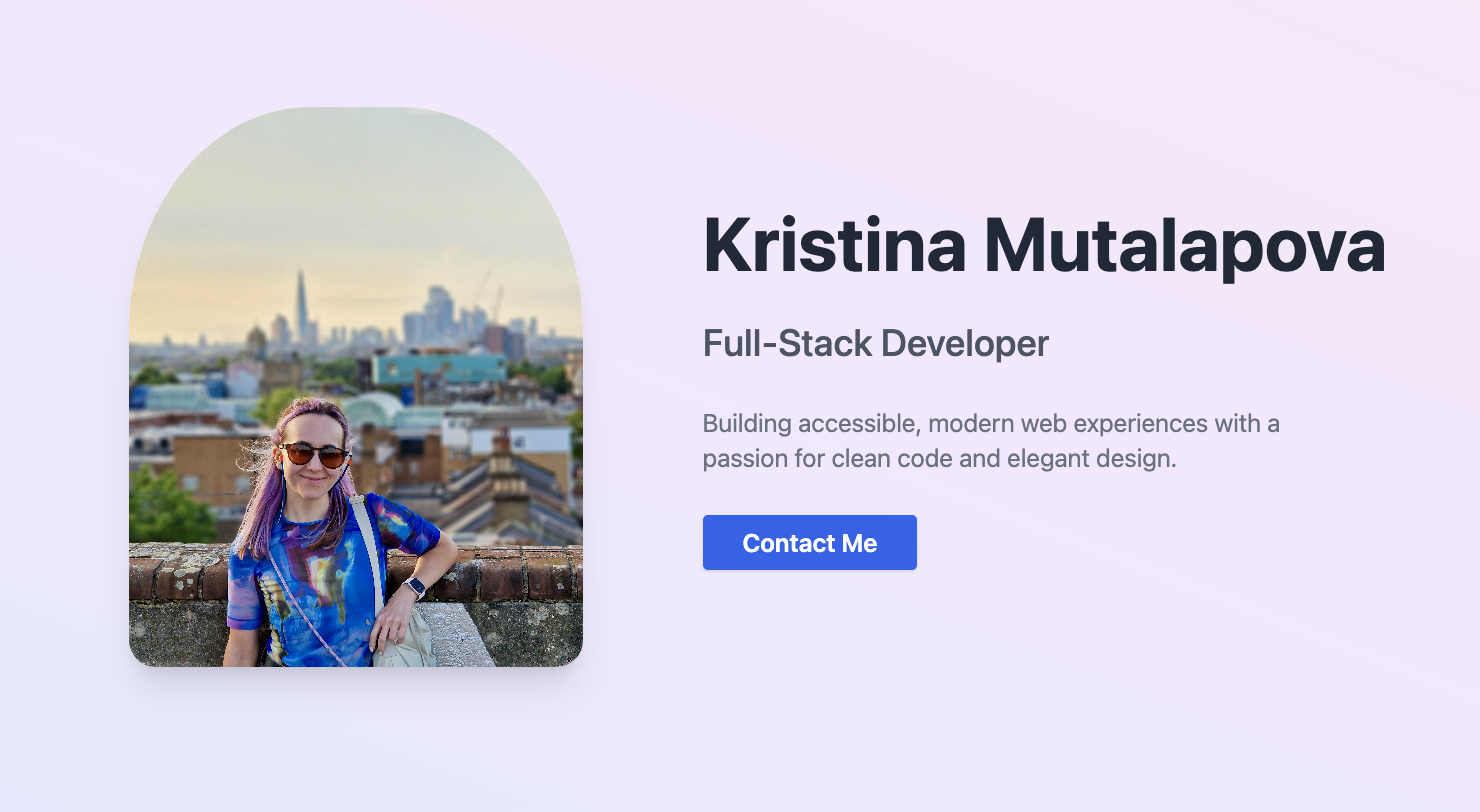 Kristina Mutalapova
Full-Stack Developer
Building accessible, modern web experiences with a
passion for clean code and elegant design.
Contact Me